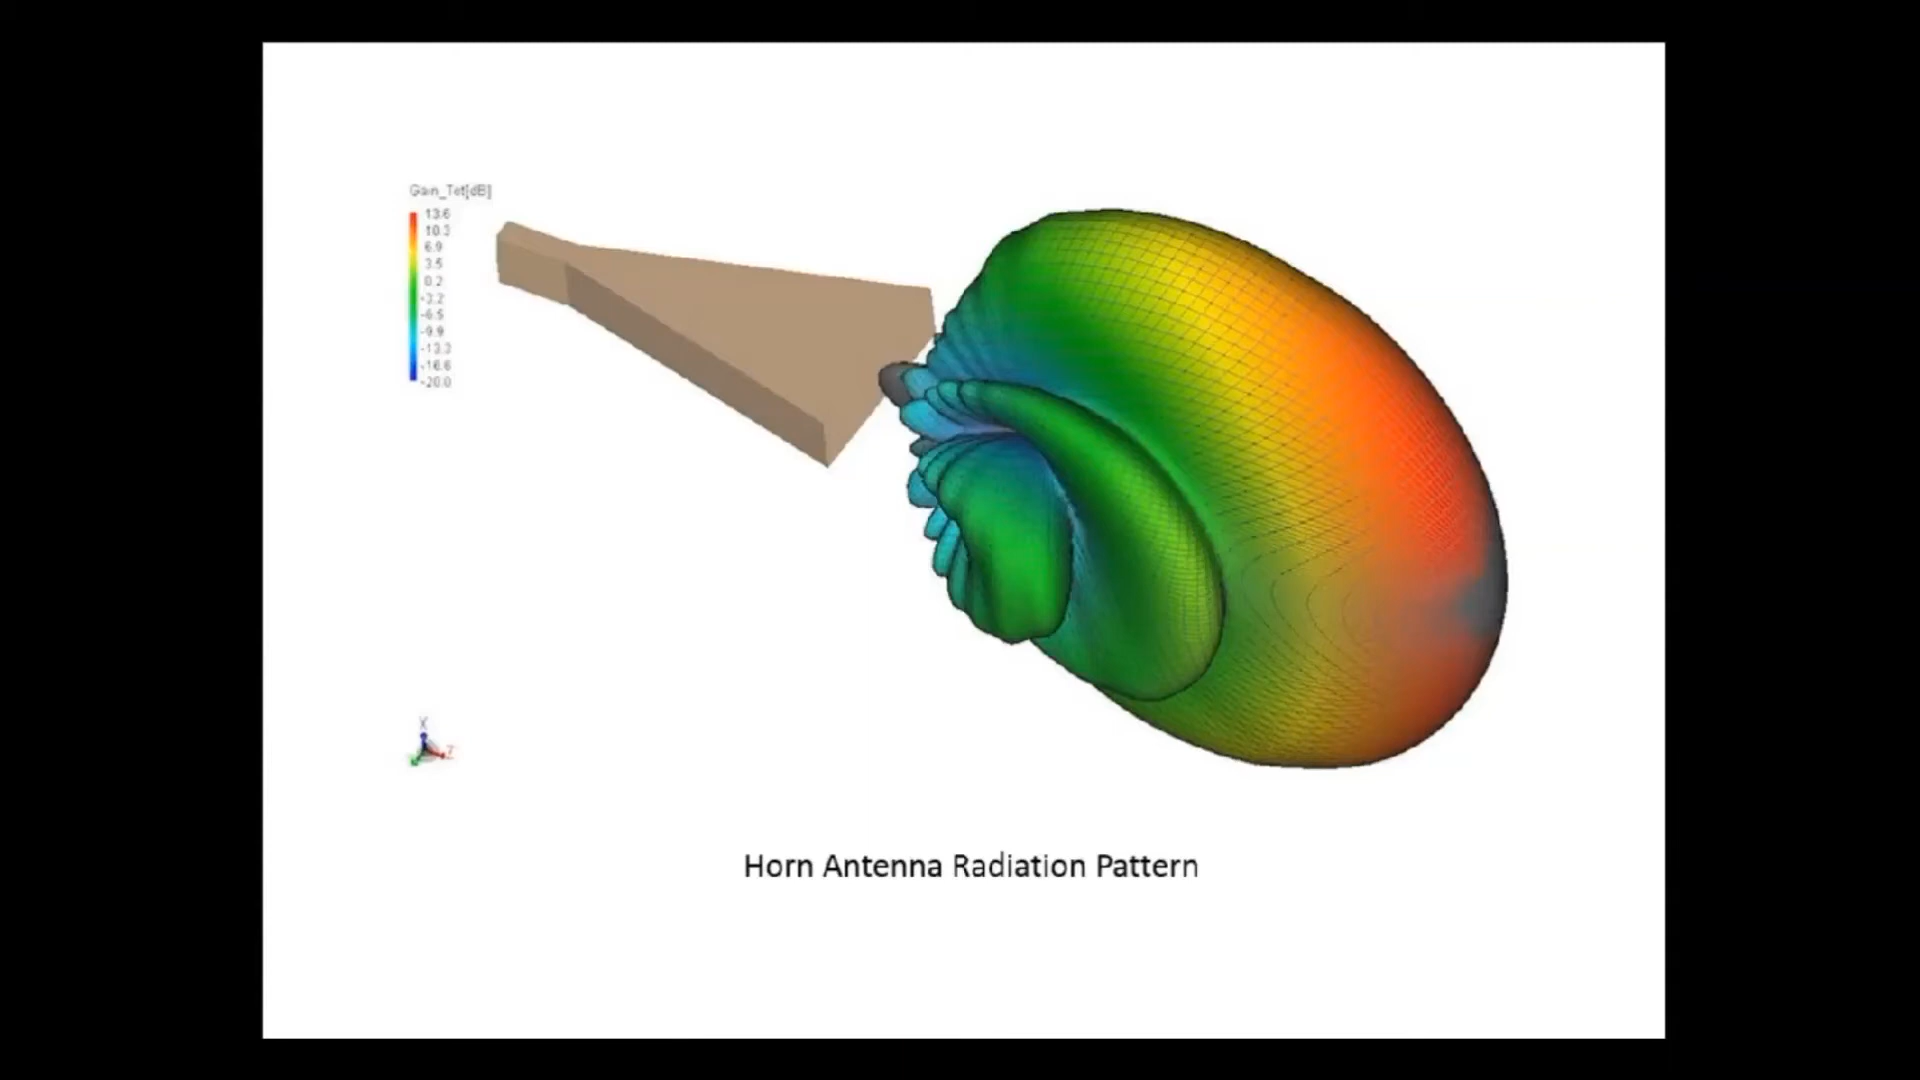 Gain_Tot[dB]
13.6
10.3
6.9
3.5
0.2
-3.2
-6.5
-9.9
-13.3
-16.6
-20.0
X
Z
Horn Antenna Radiation Pattern